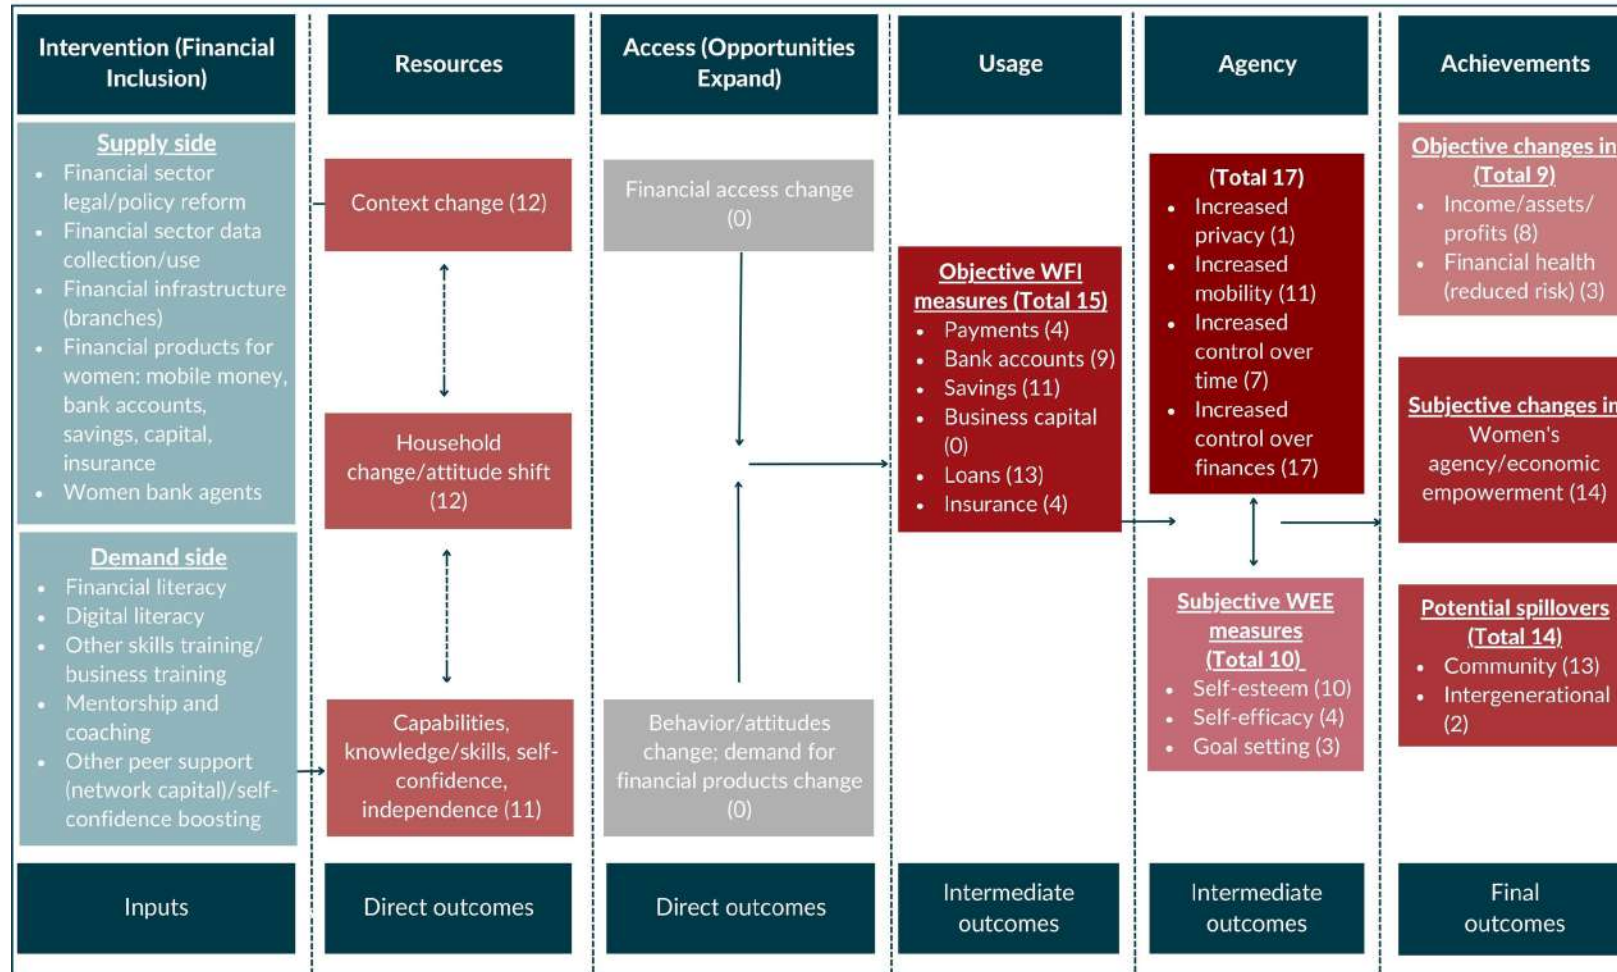 Intervention (Financial
Inclusion)
Resources
Access (Opportunities
Expand)
Usage
Agency
Achievements
Supply side
• Financial sector
legal/policy reform
• Financial sector data
collection/use
• Financial infrastructure
(branches)
• Financial products for
women: mobile money,
bank accounts,
savings, capital,
insurance
• Women bank agents
Demand side
• Financial literacy
• Digital literacy
• Other skills training/
business training
• Mentorship and
coaching
• Other peer support
(network capital)/self-
confidence boosting
Context change (12)
Household
change/attitude shift
(12)
Capabilities,
knowledge/skills, self-
confidence,
independence (11)
Financial access change
(0)
Behavior/attitudes
change; demand for
financial products change
(0)
Objective WFI
measures (Total 15)
• Payments (4)
• Bank accounts (9)
• Savings (11)
• Business capital
(0)
• Loans (13)
• Insurance (4)
(Total 17)
• Increased
privacy (1)
• Increased
mobility (11)
• Increased
control over
time (7)
• Increased
control over
finances (17)
Subjective WEE
measures
(Total 10)
• Self-esteem (10)
• Self-efficacy (4)
• Goal setting (3)
Objective changes in
(Total 9)
• Income/assets/
profits (8)
• Financial health
(reduced risk) (3)
Subjective changes in
Women's
agency/economic
empowerment (14)
Potential spillovers
(Total 14)
• Community (13)
• Intergenerational
(2)
Inputs
Direct outcomes
Direct outcomes
Intermediate
outcomes
Intermediate
outcomes
Final
outcomes